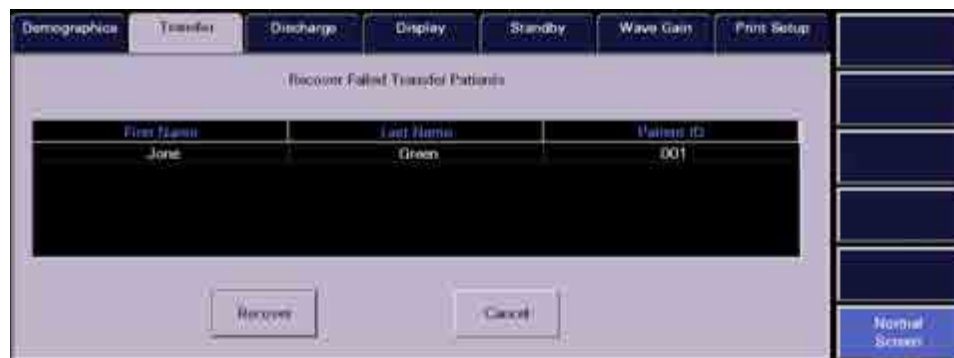 Demographics Transfer Discharge Display Standby Wave Gain Print Setup
Recover Failed Transfer Patients
First Name Last Name Patient ID
Jone Green 001
Recover Cancel
Normal
Screen